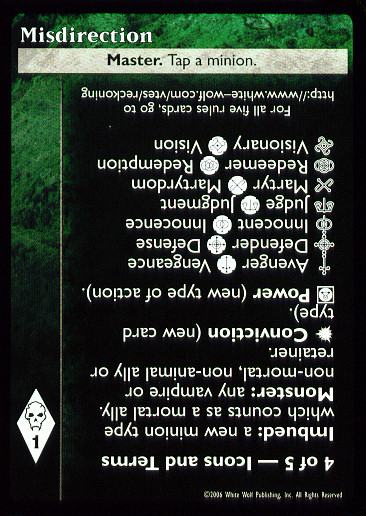 Misdirection
Master. Tap a minion.
4 of 5 — Icons and Terms
Imbued: a new minion type
which counts as a mortal ally.
Monster: any vampire or
non-mortal, non-animal ally or
retainer.
Conviction (new card
type).
Power (new type of action).
Avenger Vengeance
Defender Defense
Innocent Innocence
Judge Judgment
Martyr Martyrdom
Redeemer Redemption
Visionary Vision
For all five rules cards, go to
http://www.white-wolf.com/vtes/reckoning
1
©2006 White Wolf Publishing, Inc. All Rights Reserved